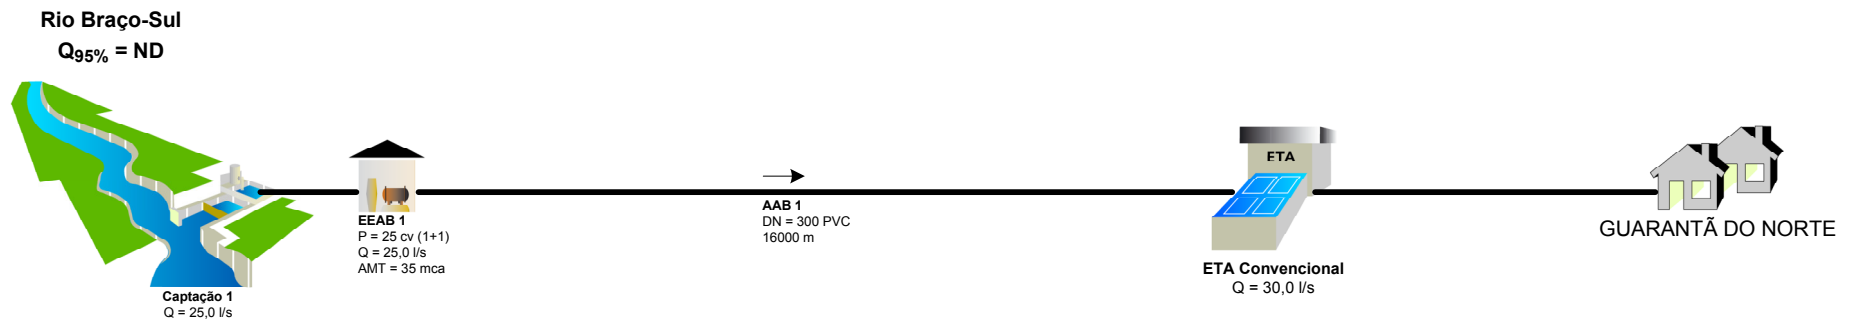 Rio Braço-Sul
Q95% = ND
Captação 1
Q = 25,0 l/s
EEAB 1
P = 25 cv (1+1)
Q = 25,0 l/s
AMT = 35 mca
AAB 1
DN = 300 PVC
16000 m
ETA
ETA Convencional
Q = 30,0 l/s
GUARANTÃ DO NORTE